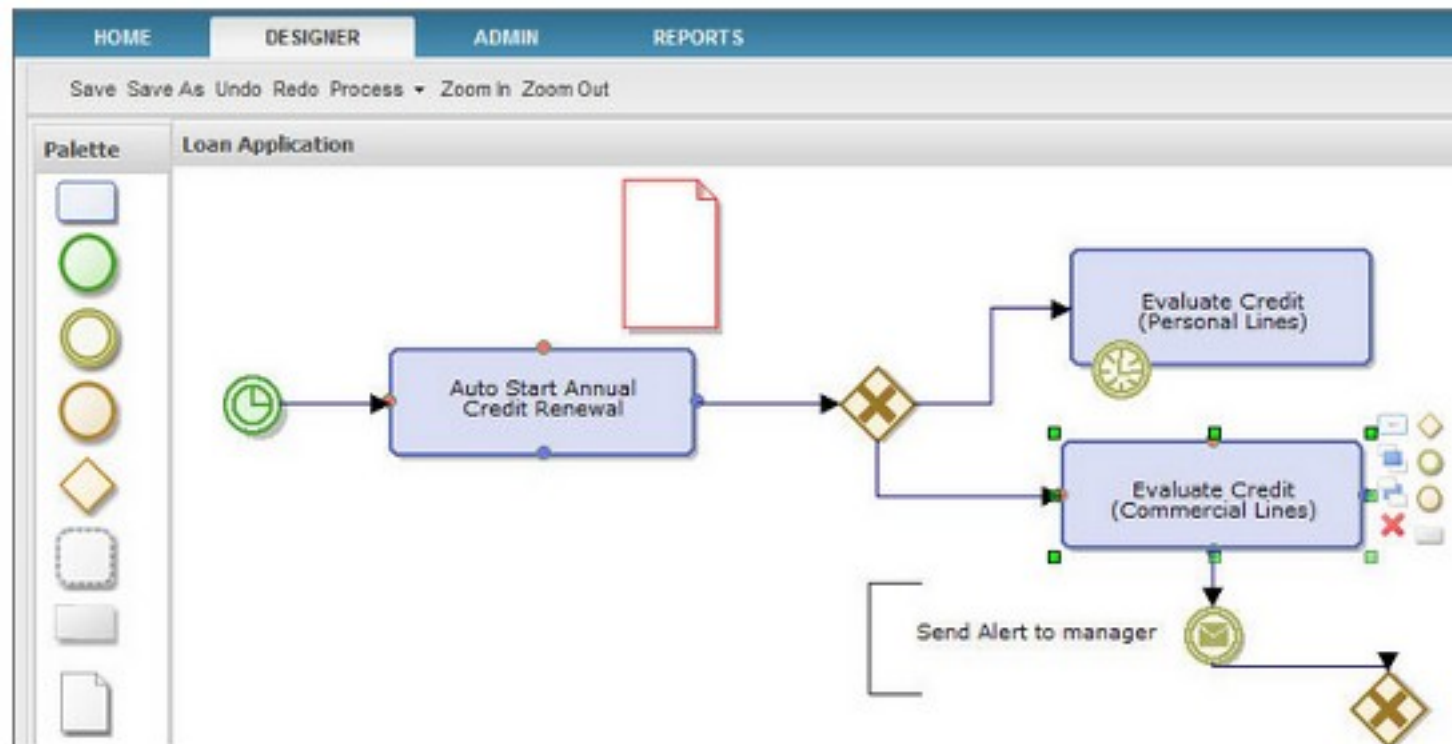 HOME DESIGNER ADMIN REPORTS
Save Save As Undo Redo Process Zoom In Zoom Out
Palette
Loan Application
Auto Start Annual
Credit Renewal
Evaluate Credit
(Personal Lines)
Evaluate Credit
(Commercial Lines)
Send Alert to manager